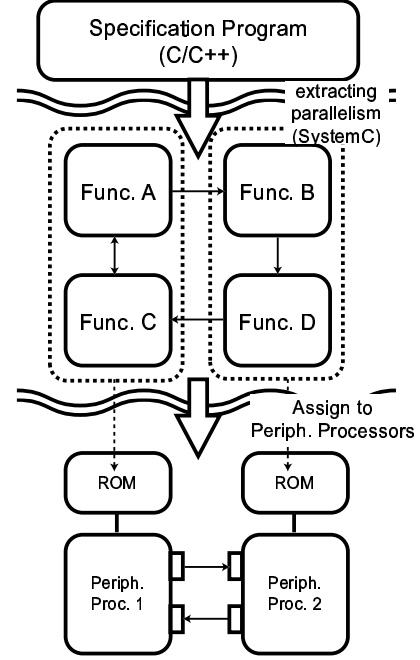 Specification Program
(C/C++)
extracting
parallelism
(SystemC)
Func. A
Func. B
Func. C
Func. D
Assign to
Periph. Processors
ROM
ROM
Periph.
Proc. 1
Periph.
Proc. 2